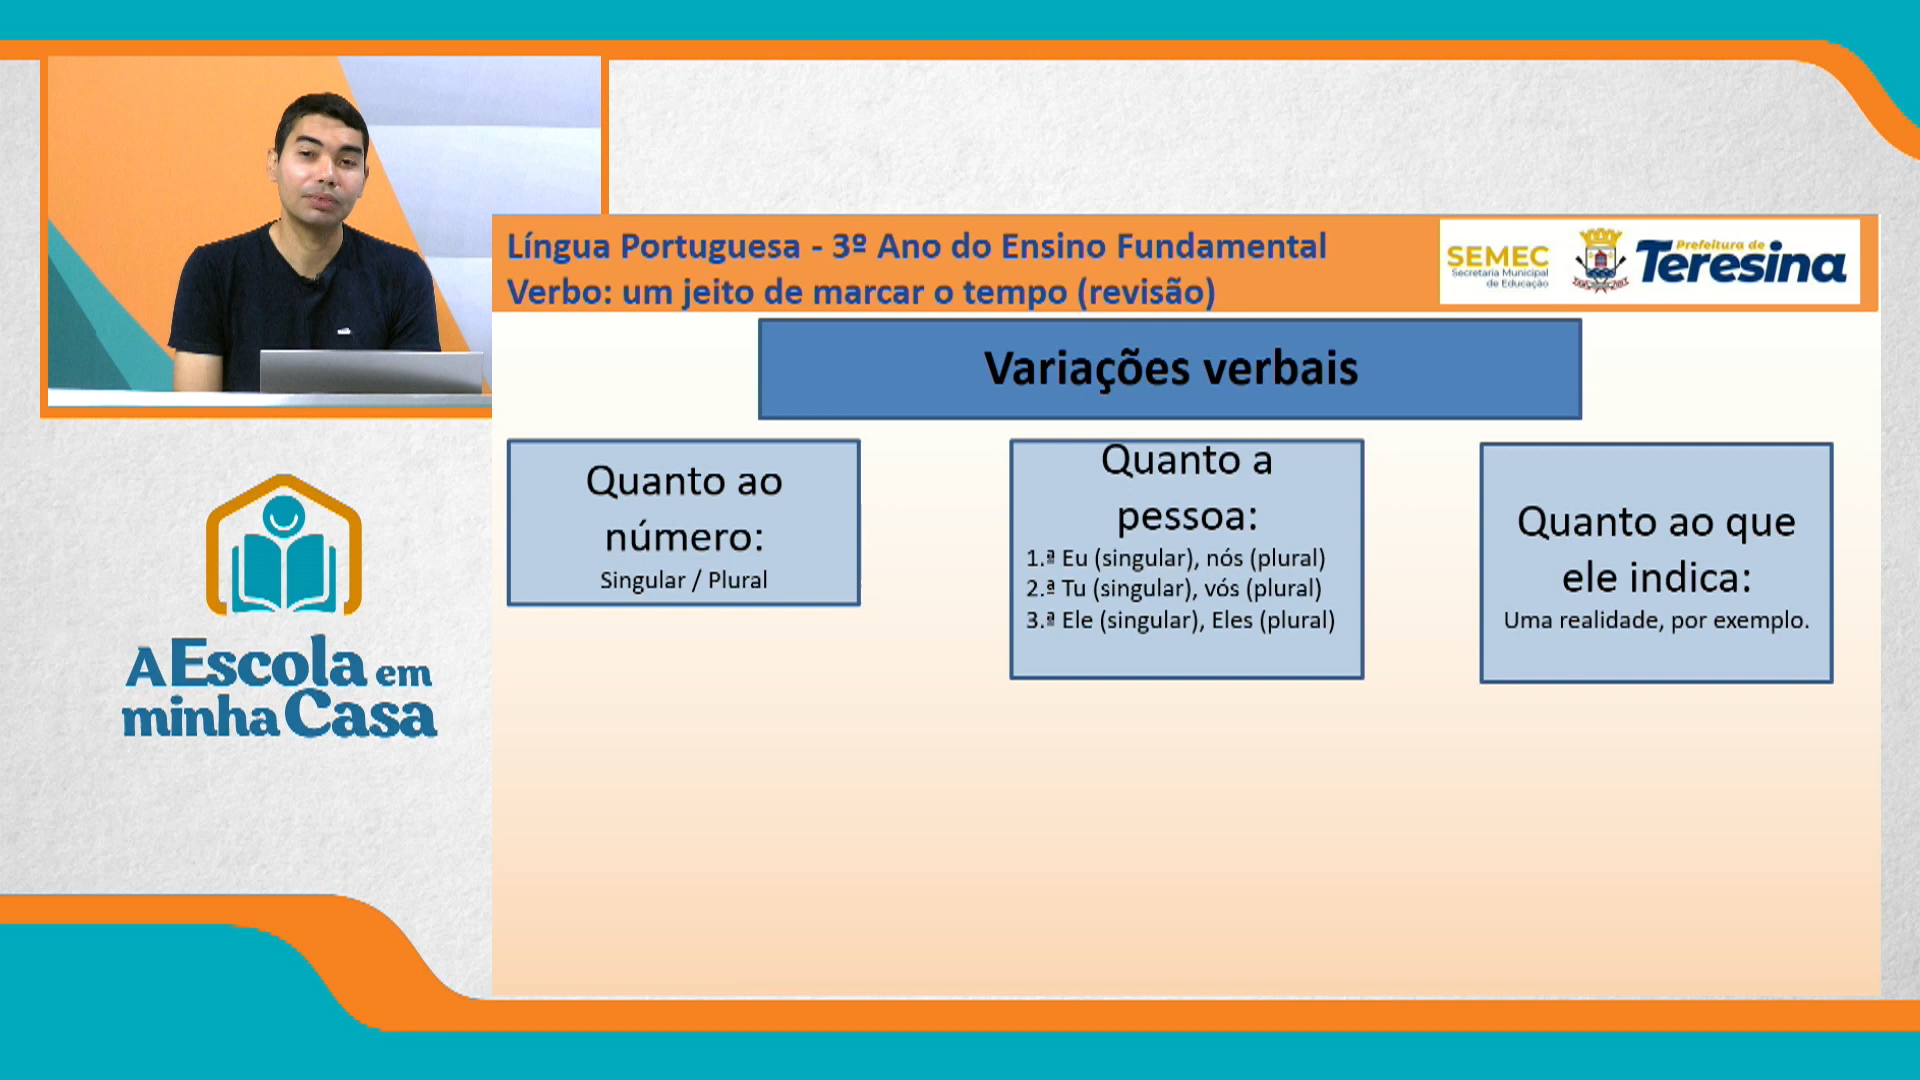 Língua Portuguesa - 3º Ano do Ensino Fundamental
Verbo: um jeito de marcar o tempo (revisão)
SEMEC
Secretaria Municipal
de Educação
Prefeitura de
Teresina
Variações verbais
Quanto ao
número:
Singular / Plural
Quanto a
pessoa:
1.ª Eu (singular), nós (plural)
2.ª Tu (singular), vós (plural)
3.ª Ele (singular), Eles (plural)
Quanto ao que
ele indica:
Uma realidade, por exemplo.
A Escola em
minha Casa